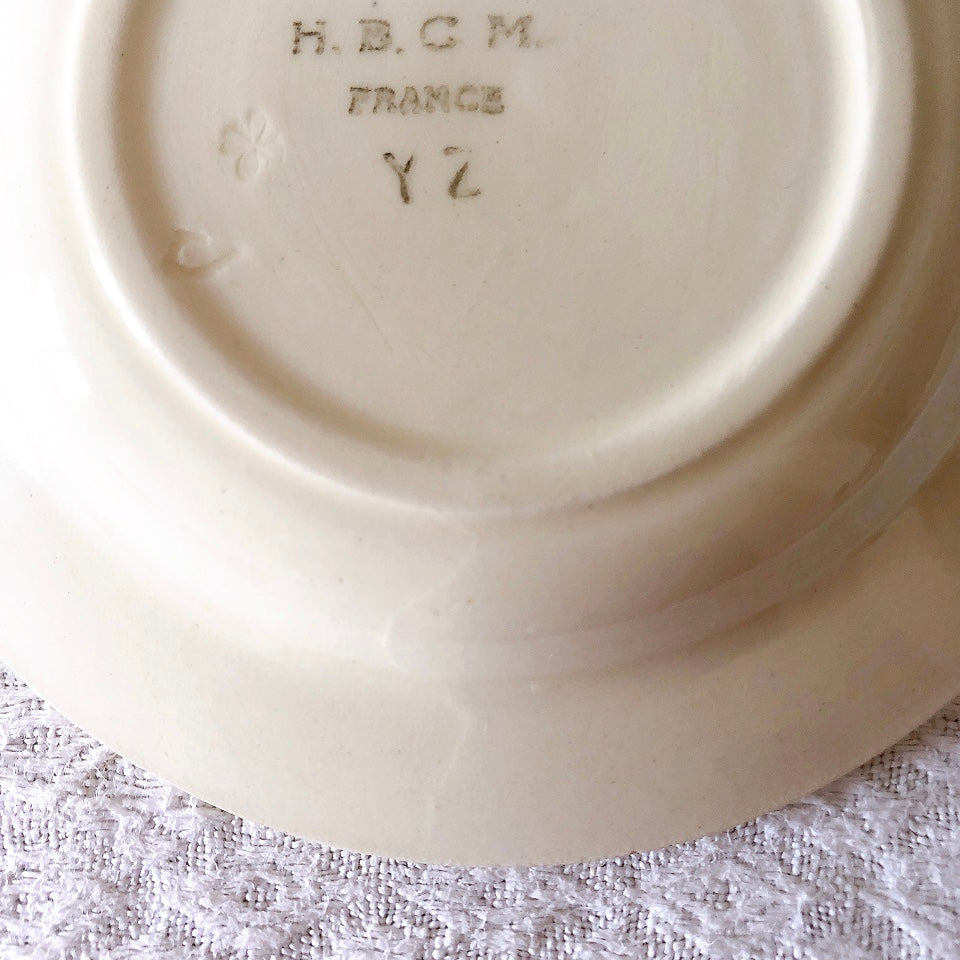 H. B. C M.
FRANCE
Y Z